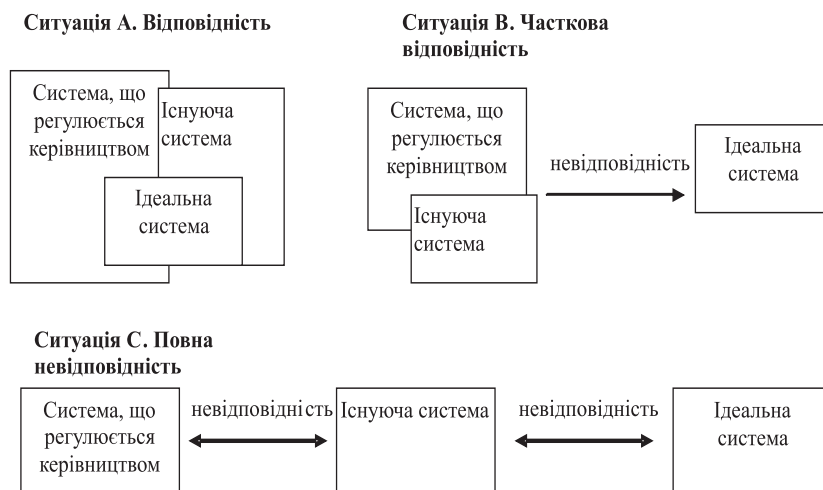 Ситуація А. Відповідність
Система, що
регулюється
керівництвом
Існуюча
система
Ідеальна
система
Ситуація В. Часткова
відповідність
Система, що
регулюється
керівництвом
Існуюча
система
невідповідність
Ідеальна
система
Ситуація С. Повна
невідповідність
Система, що
регулюється
керівництвом
невідповідність
Існуюча система
невідповідність
Ідеальна
система